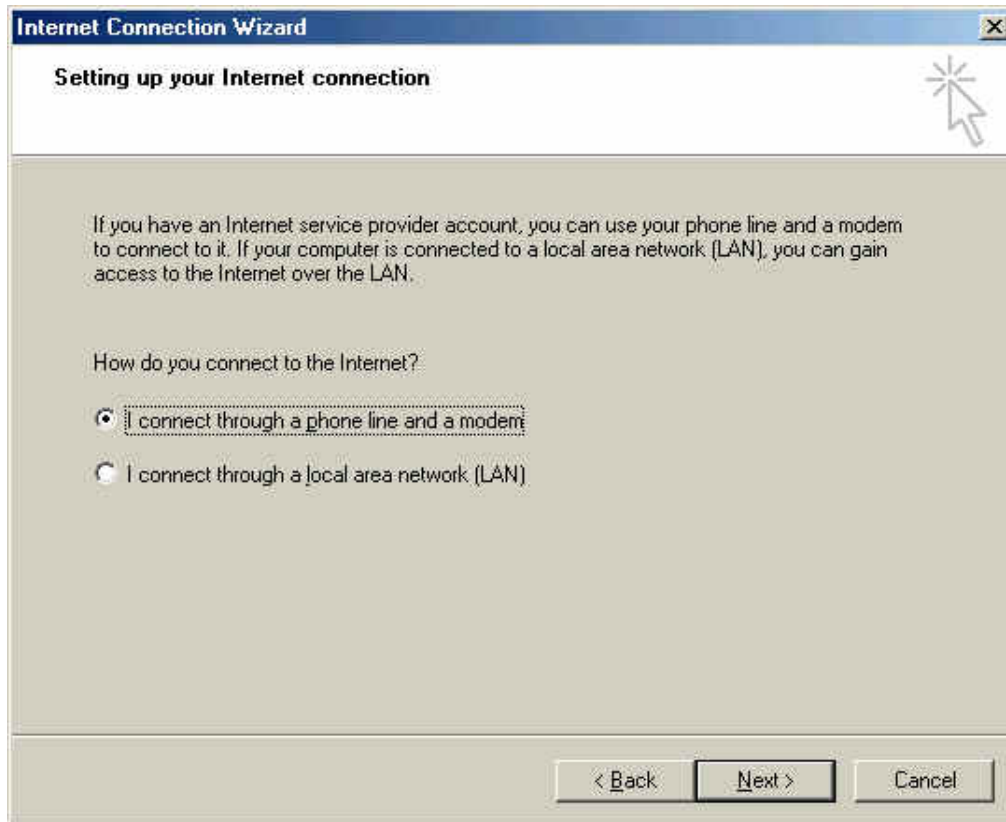 Internet Connection Wizard
Setting up your Internet connection
If you have an Internet service provider account, you can use your phone line and a modem
to connect to it. If your computer is connected to a local area network (LAN), you can gain
access to the Internet over the LAN.
How do you connect to the Internet?
I connect through a phone line and a modem
I connect through a local area network (LAN)
< Back
Next >
Cancel